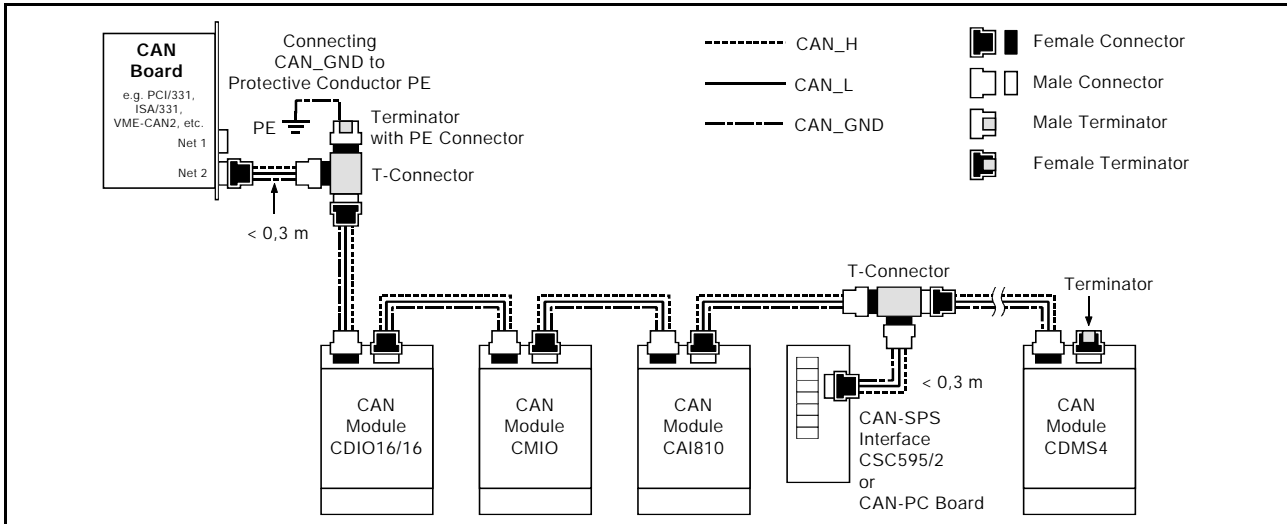 CAN
Board
e.g. PCI/331,
ISA/331,
VME-CAN2, etc.
Net 1
Net 2
Connecting
CAN_GND to
Protective Conductor PE
PE
Terminator
with PE Connector
T-Connector
< 0,3 m
CAN_H
CAN_L
CAN_GND
Female Connector
Male Connector
Male Terminator
Female Terminator
T-Connector
Terminator
< 0,3 m
CAN
Module
CDIO16/16
CAN
Module
CMIO
CAN
Module
CAI810
CAN-SPS
Interface
CSC595/2
or
CAN-PC Board
CAN
Module
CDMS4